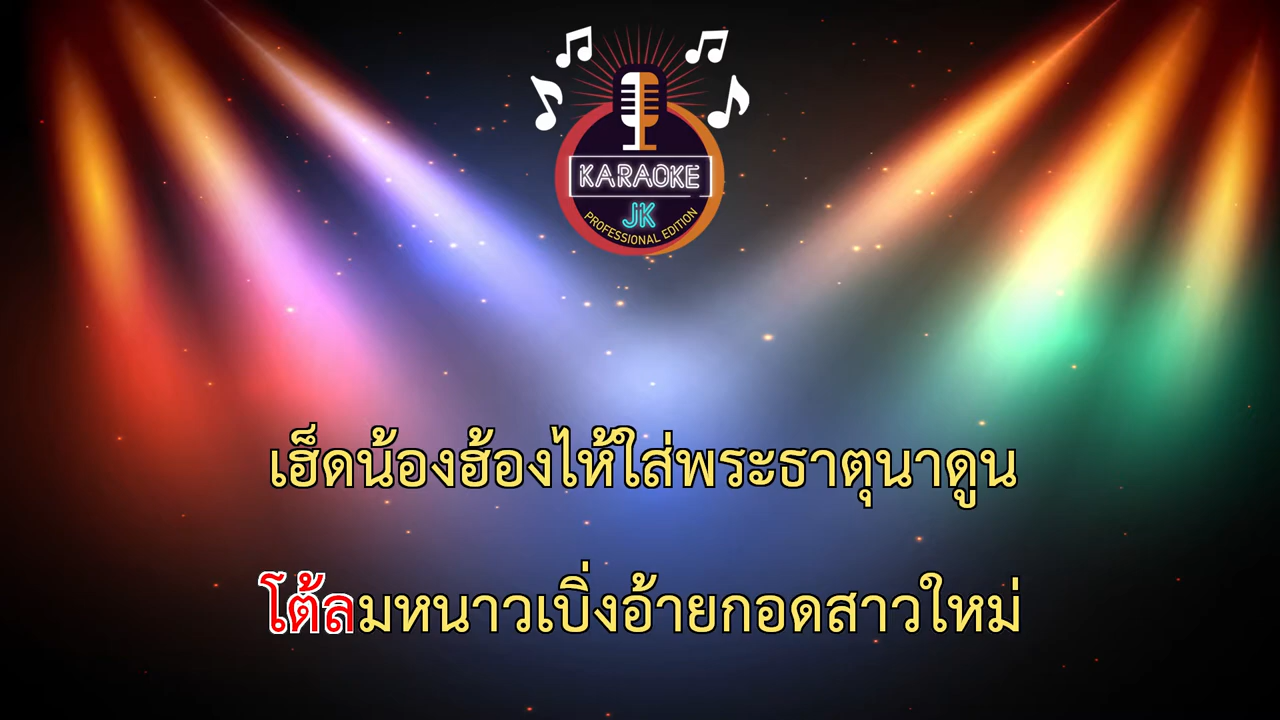 KARAOKE
JK
PROFESSIONAL EDITION
เฮ็ดน้องฮ้องไห้ใส่พระธาตุนาดูน
โต้ลมหนาวเบิ่งอ้ายกอดสาวใหม่